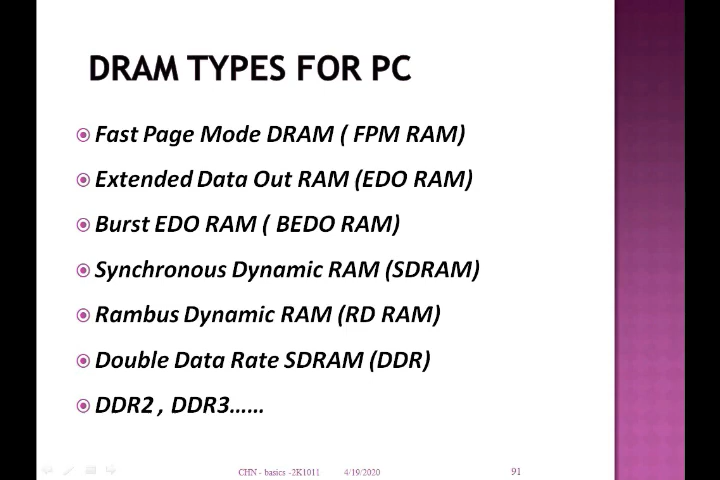 DRAM TYPES FOR PC
Fast Page Mode DRAM ( FPM RAM)
Extended Data Out RAM (EDO RAM)
Burst EDO RAM ( BEDO RAM)
Synchronous Dynamic RAM (SDRAM)
Rambus Dynamic RAM (RD RAM)
Double Data Rate SDRAM (DDR)
DDR2 , DDR3......
CHN - basics -2K1011 4/19/2020 91